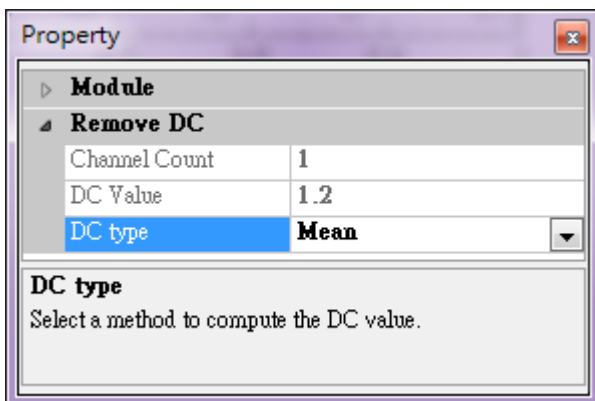 Property
Module
Remove DC
Channel Count 1
DC Value 1.2
DC type Mean
DC type
Select a method to compute the DC value.